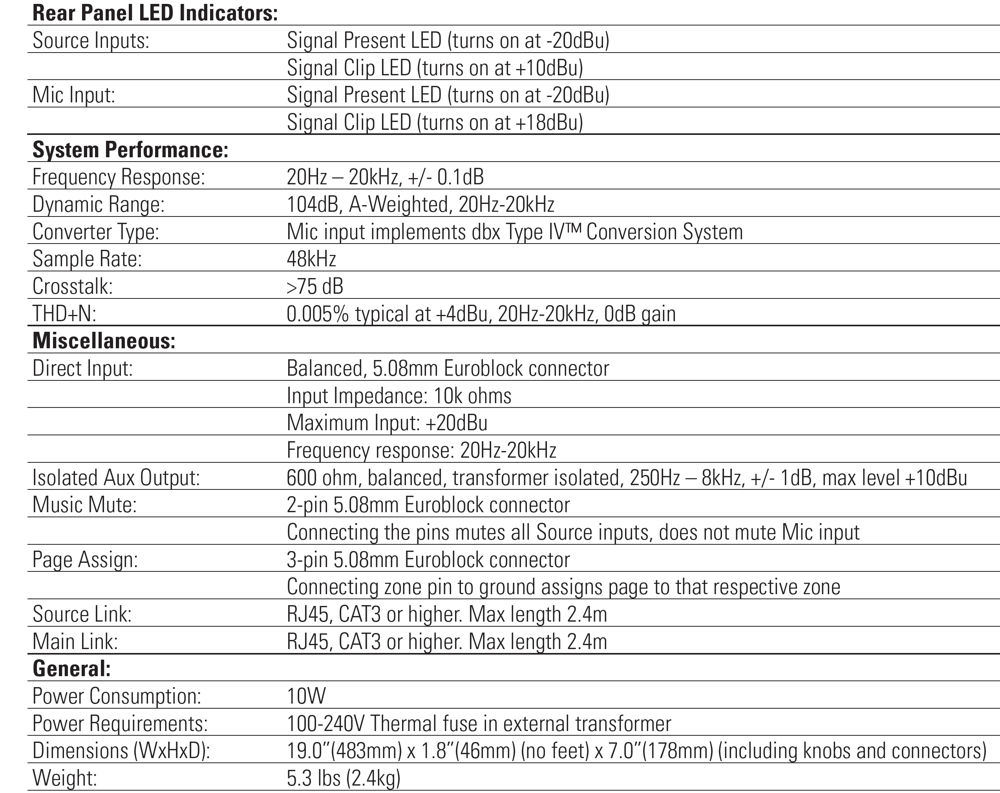 Rear Panel LED Indicators:
Source Inputs: Signal Present LED (turns on at -20dBu)
Signal Clip LED (turns on at +10dBu)
Mic Input: Signal Present LED (turns on at -20dBu)
Signal Clip LED (turns on at +18dBu)
System Performance:
Frequency Response: 20Hz – 20kHz, +/- 0.1dB
Dynamic Range: 104dB, A-Weighted, 20Hz-20kHz
Converter Type: Mic input implements dbx Type IV™ Conversion System
Sample Rate: 48kHz
Crosstalk: >75 dB
THD+N: 0.005% typical at +4dBu, 20Hz-20kHz, 0dB gain
Miscellaneous:
Direct Input: Balanced, 5.08mm Euroblock connector
Input Impedance: 10k ohms
Maximum Input: +20dBu
Frequency response: 20Hz-20kHz
Isolated Aux Output: 600 ohm, balanced, transformer isolated, 250Hz – 8kHz, +/- 1dB, max level +10dBu
Music Mute: 2-pin 5.08mm Euroblock connector
Connecting the pins mutes all Source inputs, does not mute Mic input
Page Assign: 3-pin 5.08mm Euroblock connector
Connecting zone pin to ground assigns page to that respective zone
Source Link: RJ45, CAT3 or higher. Max length 2.4m
Main Link: RJ45, CAT3 or higher. Max length 2.4m
General:
Power Consumption: 10W
Power Requirements: 100-240V Thermal fuse in external transformer
Dimensions (WxHxD): 19.0”(483mm) x 1.8”(46mm) (no feet) x 7.0”(178mm) (including knobs and connectors)
Weight: 5.3 lbs (2.4kg)